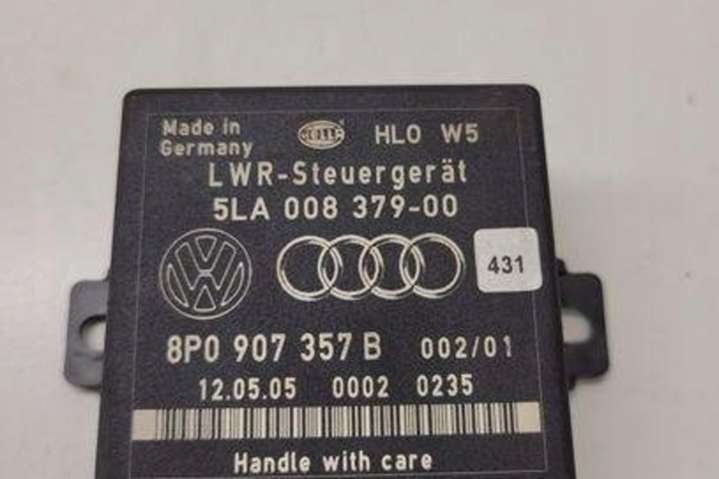 Made in
Germany
HELLA
HLO W5
LWR-Steuergerät
5LA 008 379-00
431
8P0 907 357 B 002/01
12.05.05 0002 0235
Handle with care